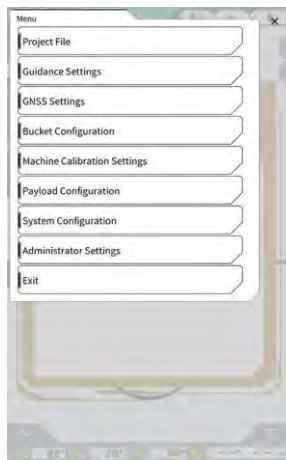 Menu
×
Project File
Guidance Settings
GNSS Settings
Bucket Configuration
Machine Calibration Settings
Payload Configuration
System Configuration
Administrator Settings
Exit